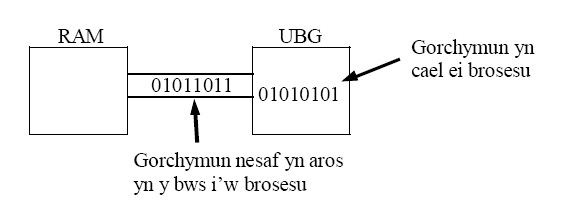 RAM
UBG
Gorchymun yn
cael ei brosesu
01011011
01010101
Gorchymun nesaf yn aros
yn y bws i’w brosesu